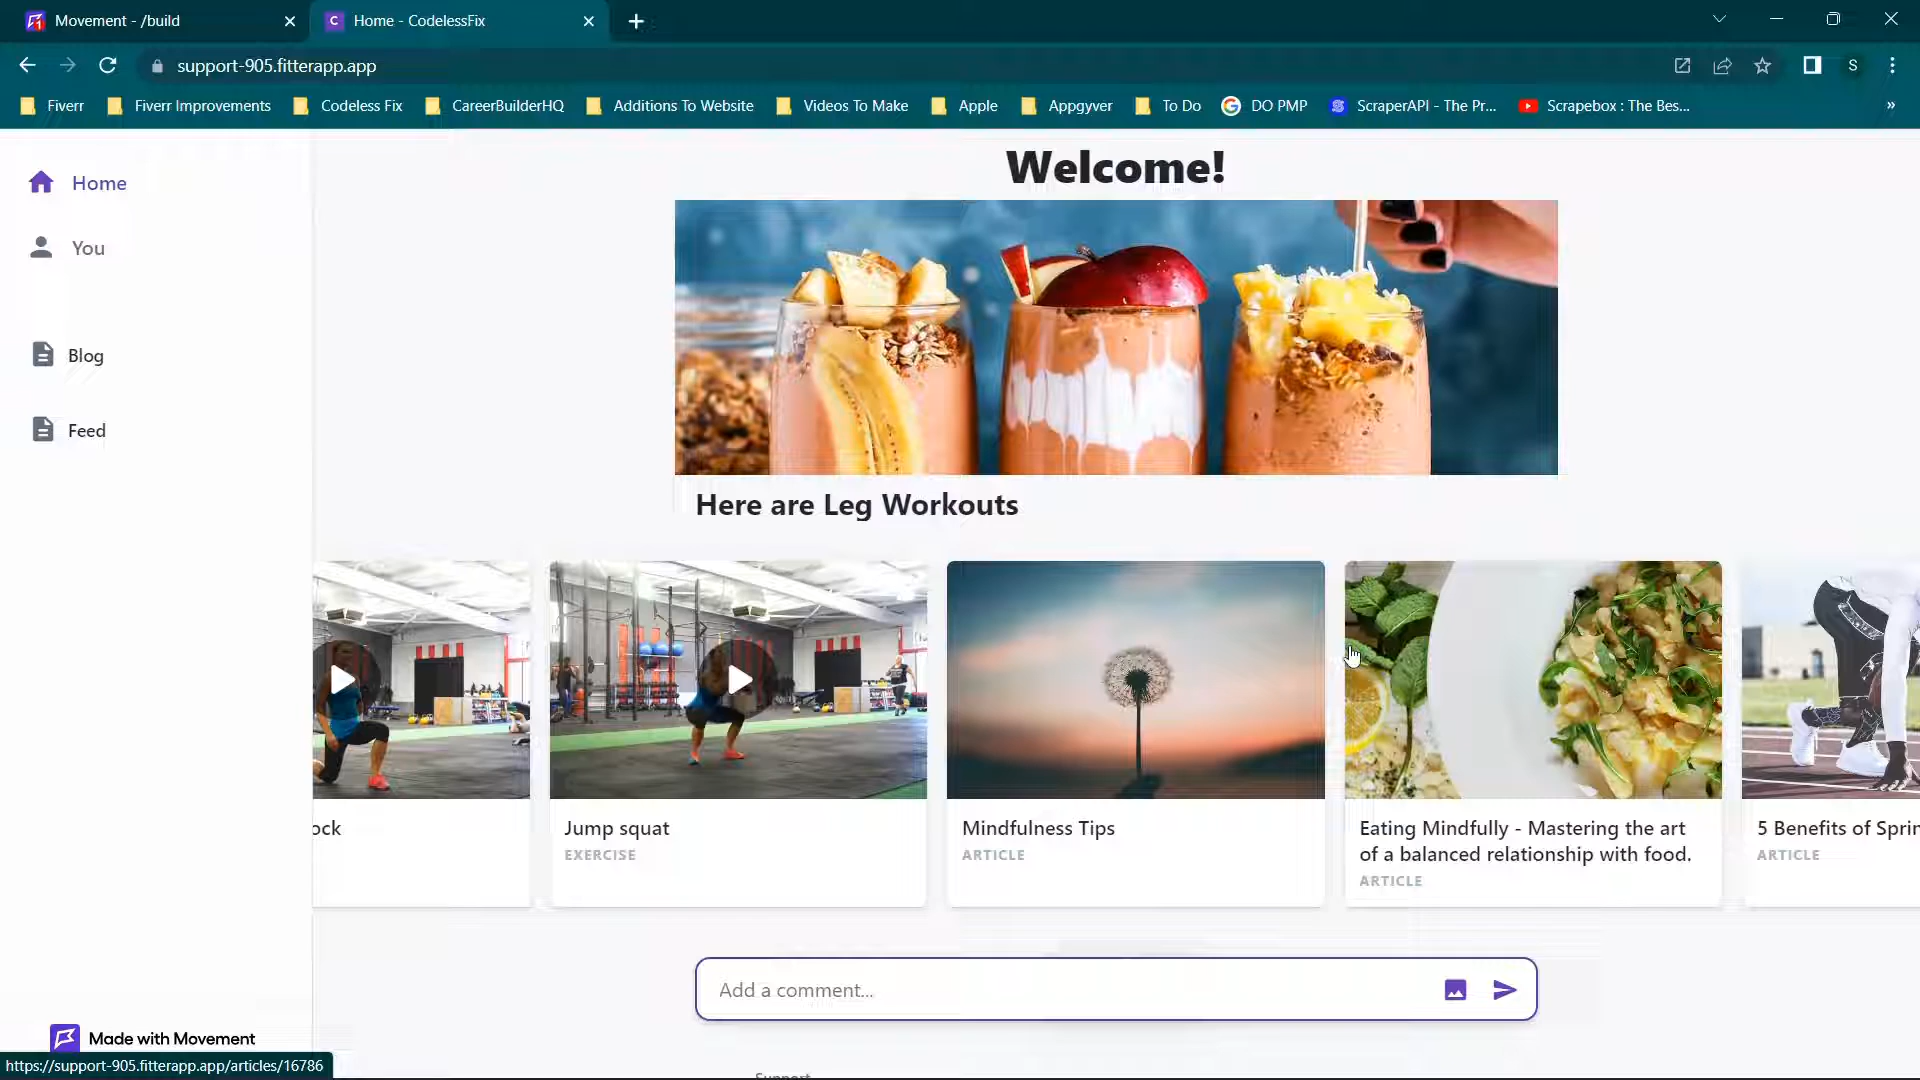 Movement - /build
Home - CodelessFix
support-905.fitterapp.app
S
Fiverr
Fiverr Improvements
Codeless Fix
CareerBuilderHQ
Additions To Website
Videos To Make
Apple
Appgyver
To Do
DO PMP
ScraperAPI - The Pr...
Scrapebox : The Bes...
»
Home
You
Blog
Feed
Welcome!
Here are Leg Workouts
ock
Jump squat
EXERCISE
Mindfulness Tips
ARTICLE
Eating Mindfully - Mastering the art
of a balanced relationship with food.
ARTICLE
5 Benefits of Sprin
ARTICLE
Add a comment...
Made with Movement
https://support-905.fitterapp.app/articles/16786
Support